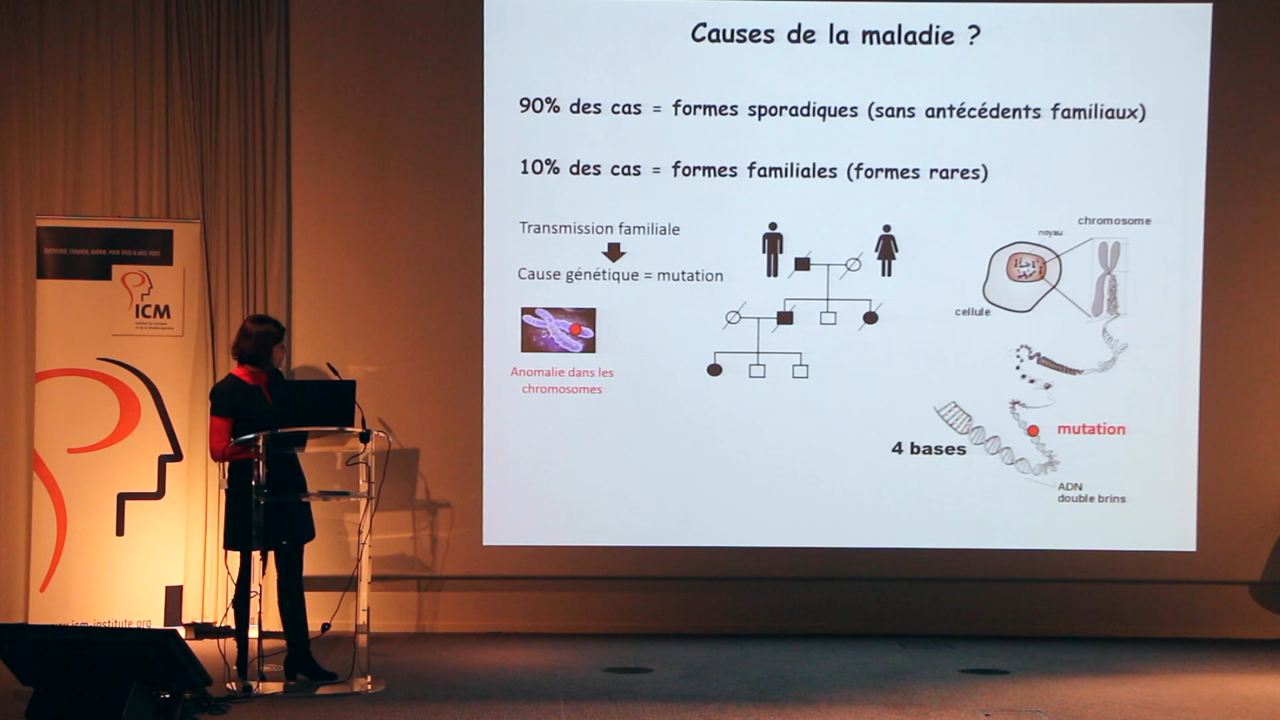 Causes de la maladie ?
90% des cas = formes sporadiques (sans antécédents familiaux)
10% des cas = formes familiales (formes rares)
Transmission familiale
Cause génétique = mutation
Anomalie dans les
chromosomes
chromosome
noyau
cellule
mutation
4 bases
ADN
double brins
ICM
icm-institute.org